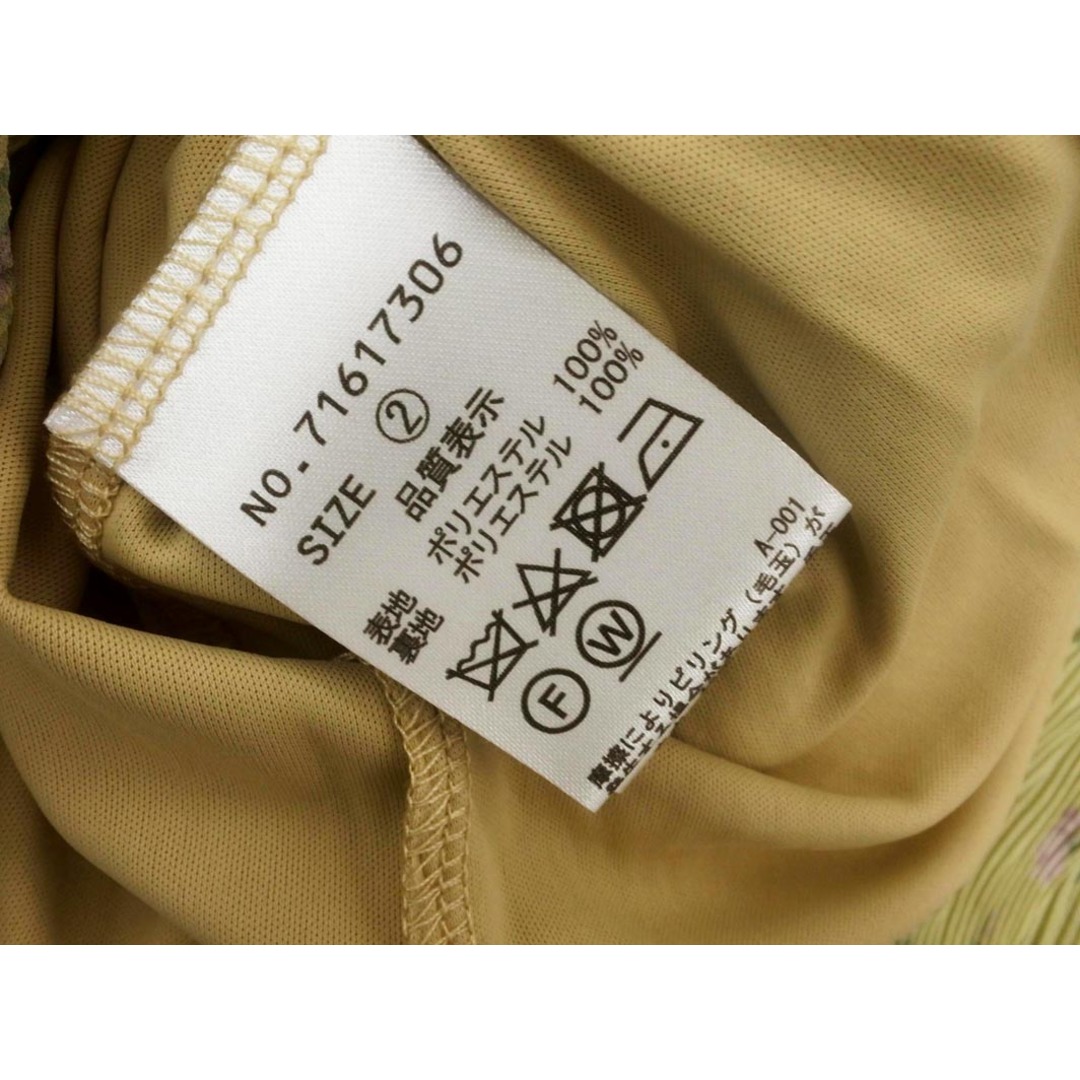 NO.71617306
SIZE ②
品質表示
表地 ポリエステル 100%
裏地 ポリエステル 100%
F W
A-001
摩擦によりピリング（毛玉）が